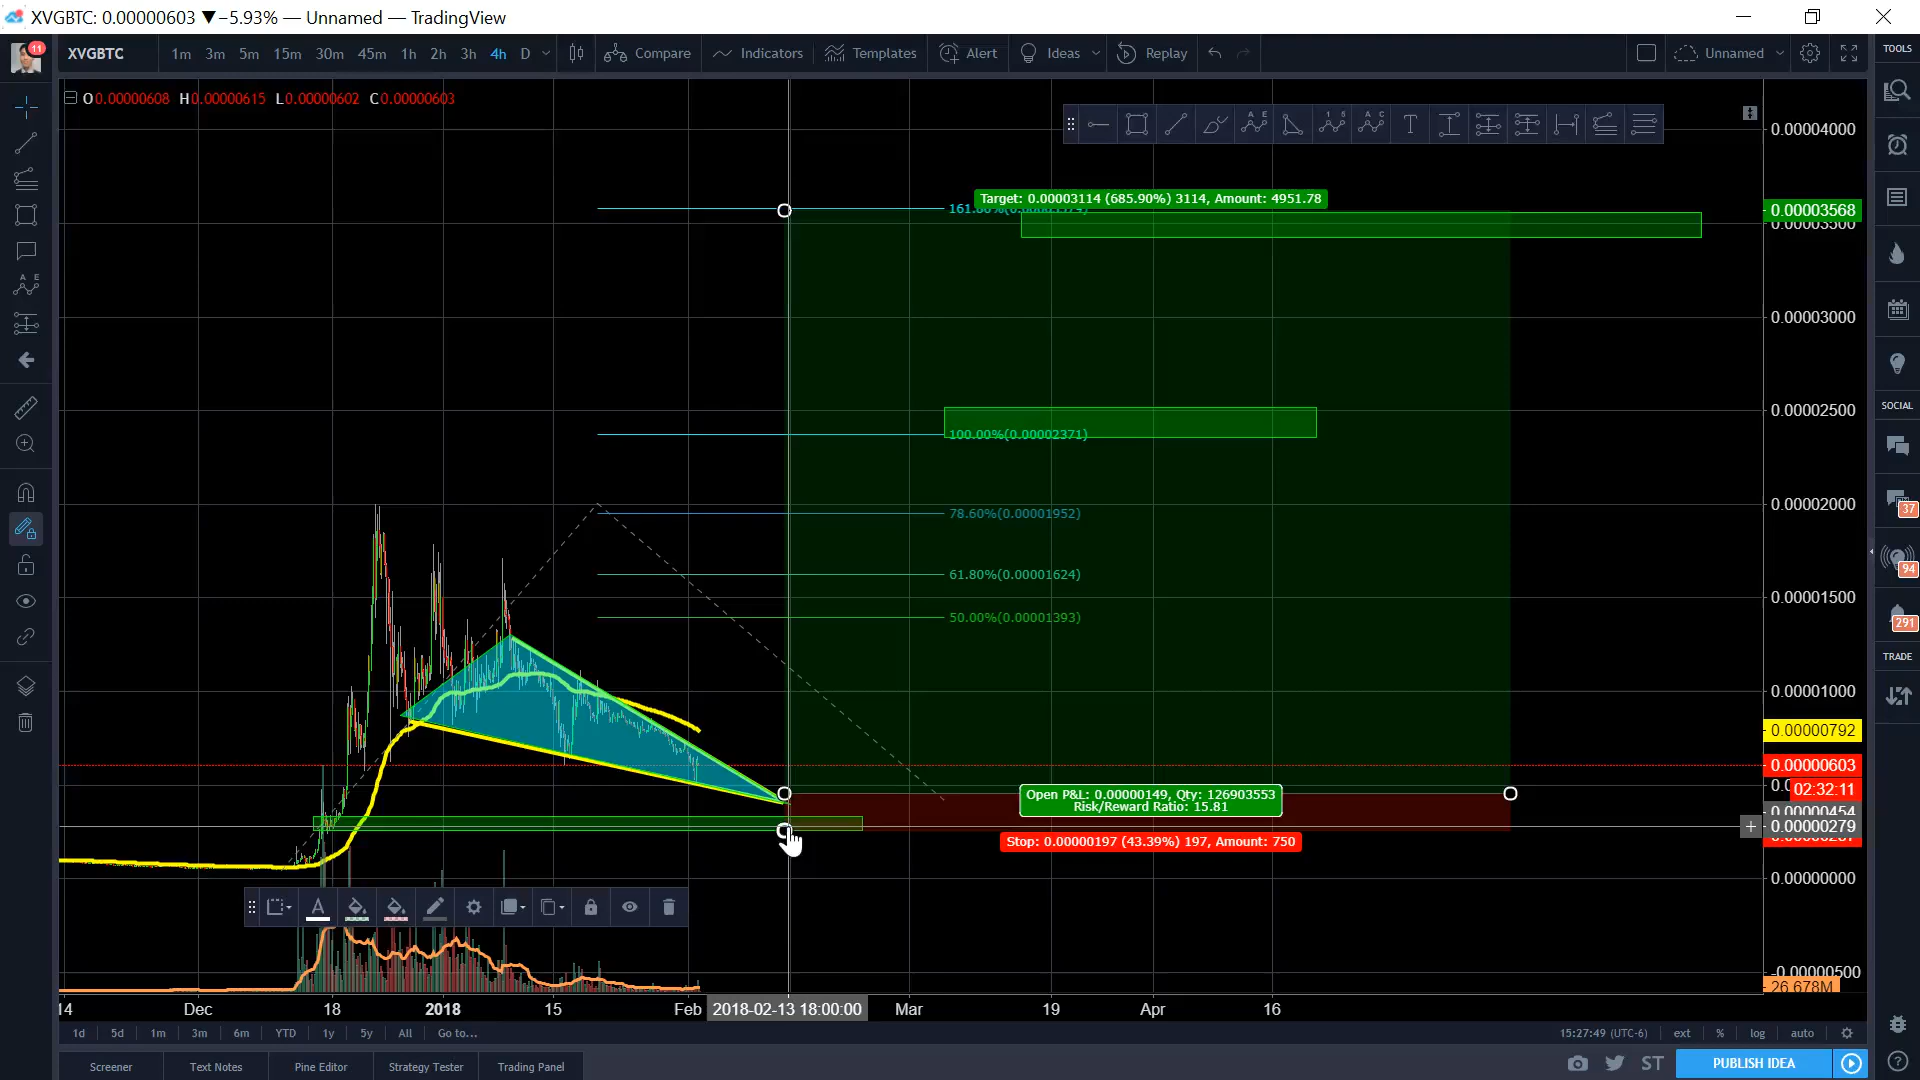 XVGBTC: 0.00000603 ▼−5.93% — Unnamed — TradingView
11
XVGBTC 1m 3m 5m 15m 30m 45m 1h 2h 3h 4h D Compare Indicators Templates Alert Ideas Replay Unnamed
TOOLS
O0.00000608 H0.00000615 L0.00000602 C0.00000603
0.00004000
Target: 0.00003114 (685.90%) 3114, Amount: 4951.78
0.00003568
0.00003500
0.00003000
SOCIAL
0.00002500
100.00%(0.00002371)
37
0.00002000
78.60%(0.00001952)
94
61.80%(0.00001624)
0.00001500
50.00%(0.00001393)
291
TRADE
0.00001000
0.00000792
0.00000603
02:32:11
Open P&L: 0.00000149, Qty: 126903553
Risk/Reward Ratio: 15.81
0.00000454
0.00000279
Stop: 0.00000197 (43.39%) 197, Amount: 750
0.00000000
-0.00000500
26.678M
14 Dec 18 2018 15 Feb 2018-02-13 18:00:00 Mar 19 Apr 16
1d 5d 1m 3m 6m YTD 1y 5y All Go to... 15:27:49 (UTC-6) ext % log auto
Screener Text Notes Pine Editor Strategy Tester Trading Panel ST PUBLISH IDEA